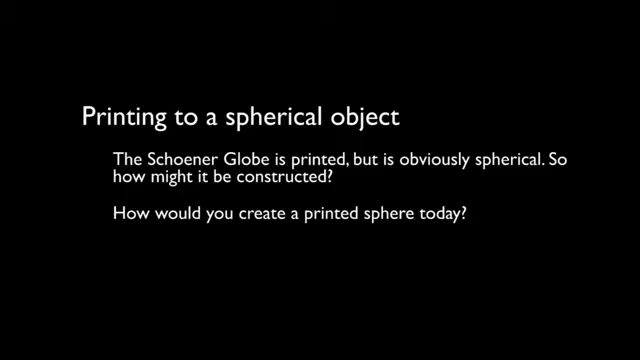 Printing to a spherical object
The Schoener Globe is printed, but is obviously spherical. So
how might it be constructed?
How would you create a printed sphere today?